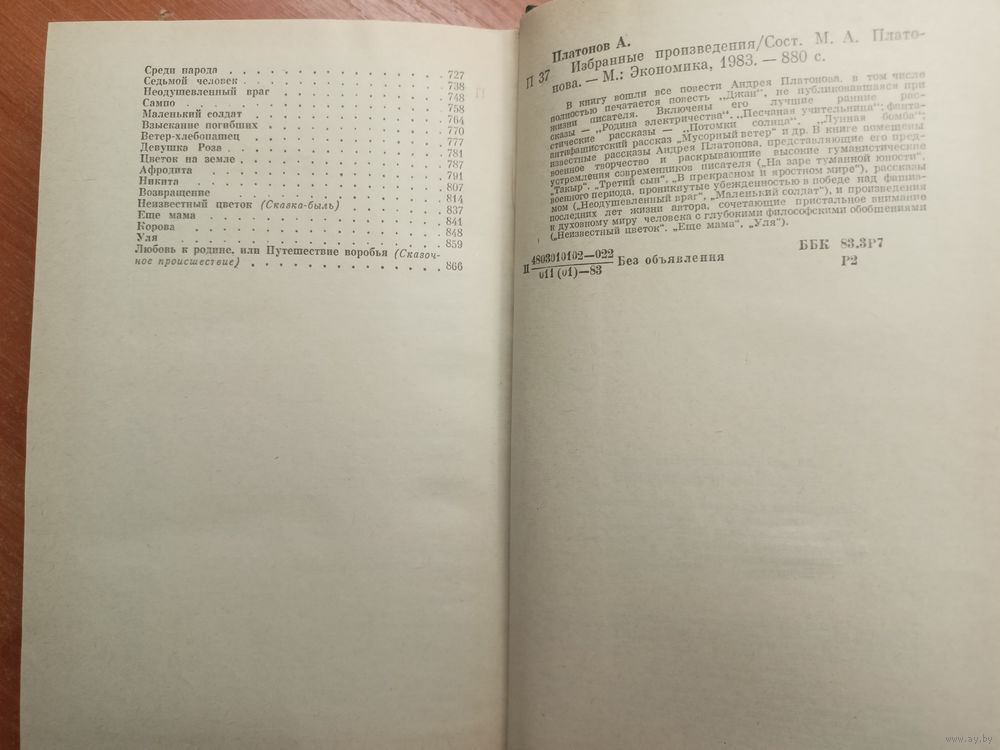 Среди народа . . . . . . . . . . . . . . . . 727
Седьмой человек . . . . . . . . . . . . . . 738
Неодушевленный враг . . . . . . . . . . . . 748
Сампо . . . . . . . . . . . . . . . . . . . 758
Маленький солдат . . . . . . . . . . . . . . 764
Взыскание погибших . . . . . . . . . . . . . 770
Ветер-хлебопашец . . . . . . . . . . . . . . 777
Девушка Роза . . . . . . . . . . . . . . . . 781
Цветок на земле . . . . . . . . . . . . . . 787
Афродита . . . . . . . . . . . . . . . . . . 791
Никита . . . . . . . . . . . . . . . . . . . 807
Возвращение . . . . . . . . . . . . . . . . 814
Неизвестный цветок (Сказка-быль) . . . . . . 837
Еще мама . . . . . . . . . . . . . . . . . . 841
Корова . . . . . . . . . . . . . . . . . . . 848
Уля . . . . . . . . . . . . . . . . . . . . 859
Любовь к родине, или Путешествие воробья (Сказоч-
ное происшествие) . . . . . . . . . . . . . 866
Платонов А.
П 37 Избранные произведения/Сост. М. А. Плато-
нова. — М.: Экономика, 1983. — 880 с.
В книгу вошли все повести Андрея Платонова, в том числе
полностью печатается повесть „Джан“, не публиковавшаяся при
жизни писателя. Включены его лучшие ранние рас-
сказы — „Родина электричества“, „Песчаная учительница“; фанта-
стические рассказы — „Потомки солнца“, „Лунная бомба“;
антифашистский рассказ „Мусорный ветер“ и др. В книге помещены
известные рассказы Андрея Платонова, представляющие его пред-
военное творчество и раскрывающие высокие гуманистические
устремления современников писателя („На заре туманной юности“,
„Такыр“, „Третий сын“, „В прекрасном и яростном мире“), рассказы
военного периода, проникнутые убежденностью в победе над фашиз-
мом („Неодушевленный враг“, „Маленький солдат“), и произведения
последних лет жизни автора, сочетающие пристальное внимание
к духовному миру человека с глубокими философскими обобщениями
(„Неизвестный цветок“, „Еще мама“, „Уля“).
П 4803010102—022
011(01)—83 Без объявления
ББК 83.3Р7
Р2
www.ay.by